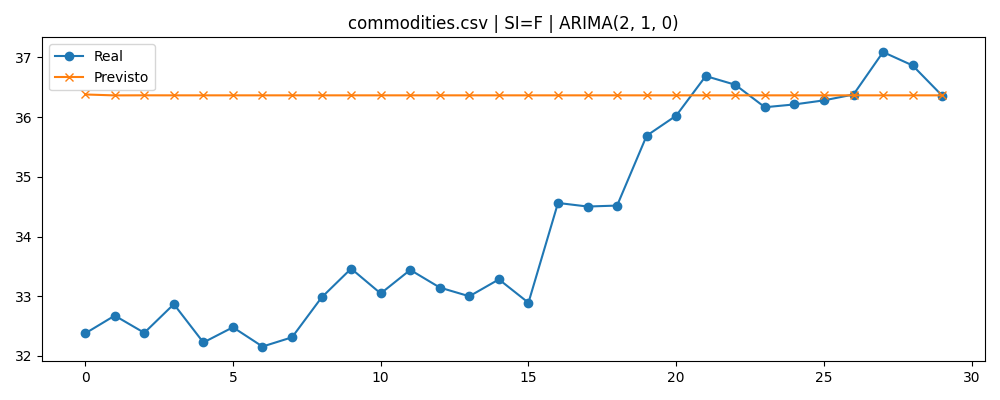 commodities.csv | SI=F | ARIMA(2, 1, 0)
Real
Previsto
37
36
35
34
33
32
0 5 10 15 20 25 30